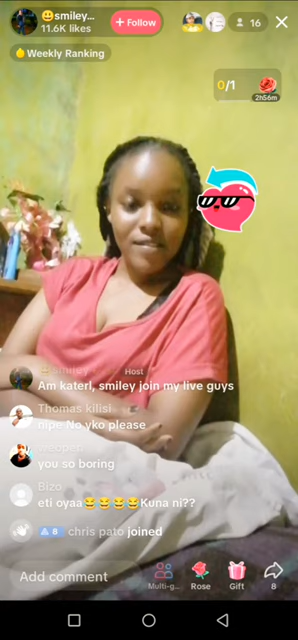 😀smiley...
11.6K likes
+ Follow
16
Weekly Ranking
0/1
2h56m
smiley
Host
Am katerl, smiley join my live guys
Thomas kilisi
nipe No yko please
you so boring
Bizo
eti oyaa😂😂😂😂Kuna ni??
8 chris pato joined
Add comment
Multi-g...
Rose
Gift
8